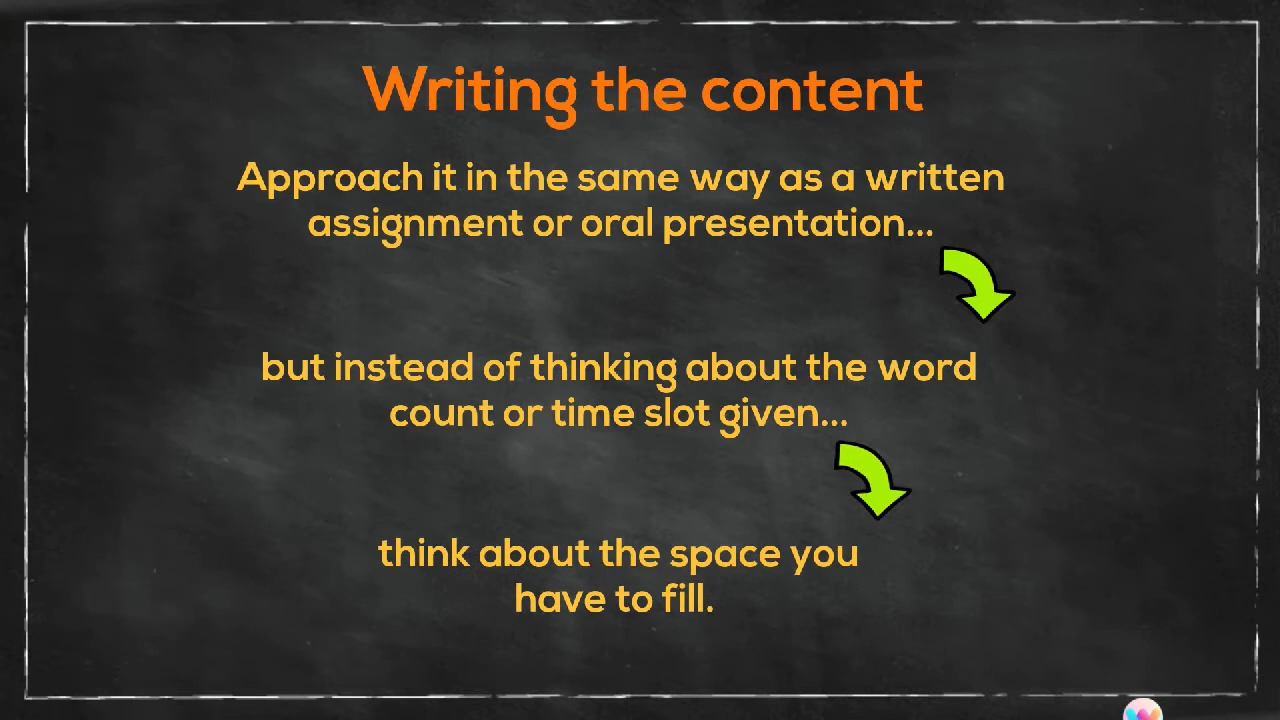 Writing the content
Approach it in the same way as a written
assignment or oral presentation...
but instead of thinking about the word
count or time slot given...
think about the space you
have to fill.